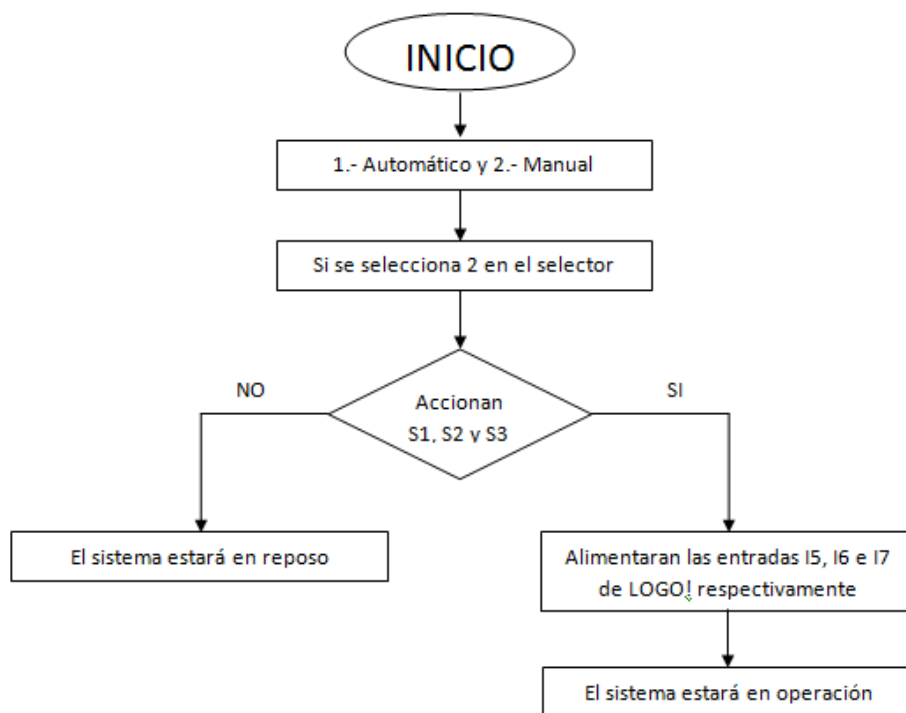 INICIO
1.- Automático y 2.- Manual
Si se selecciona 2 en el selector
NO
SI
Accionan
S1, S2 y S3
El sistema estará en reposo
Alimentaran las entradas I5, I6 e I7
de LOGO! respectivamente
El sistema estará en operación